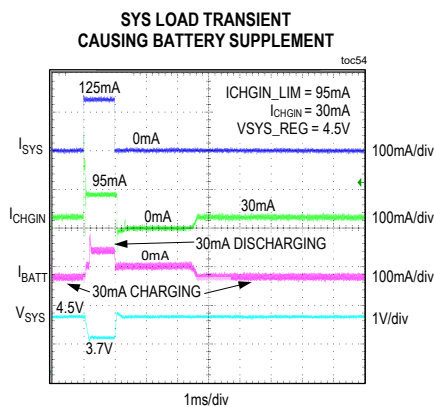 SYS LOAD TRANSIENT
CAUSING BATTERY SUPPLEMENT
toc54
125mA
ICHGIN_LIM = 95mA
ICHGIN = 30mA
VSYS_REG = 4.5V
0mA
ISYS
100mA/div
95mA
0mA
30mA
ICHGIN
100mA/div
30mA DISCHARGING
0mA
IBATT
100mA/div
30mA CHARGING
4.5V
VSYS
1V/div
3.7V
1ms/div